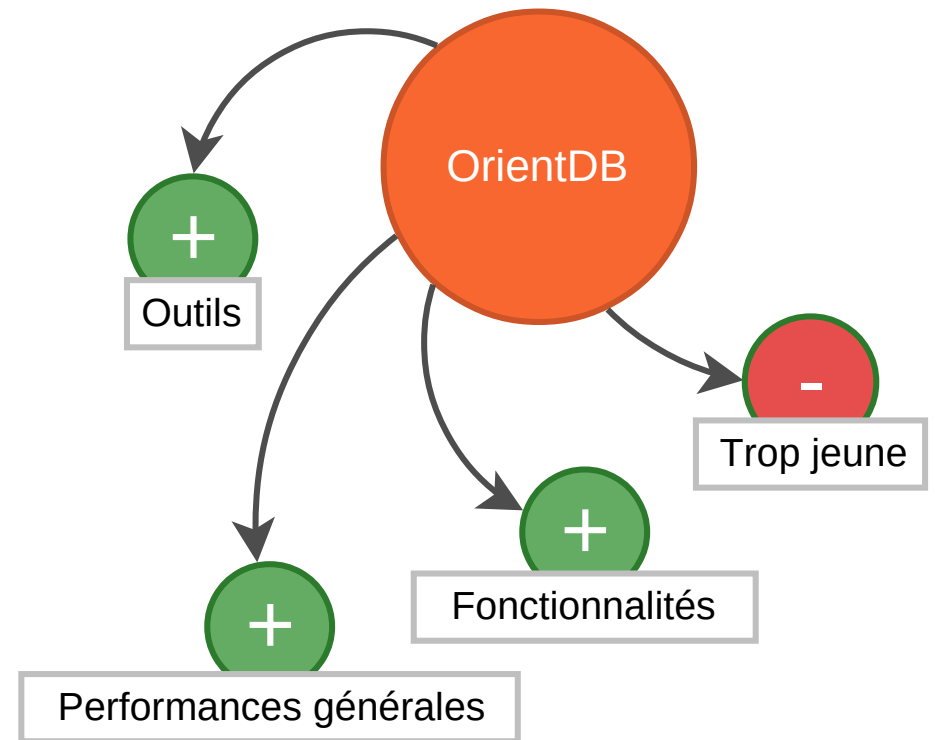 OrientDB
+
Outils
-
Trop jeune
+
Fonctionnalités
+
Performances générales